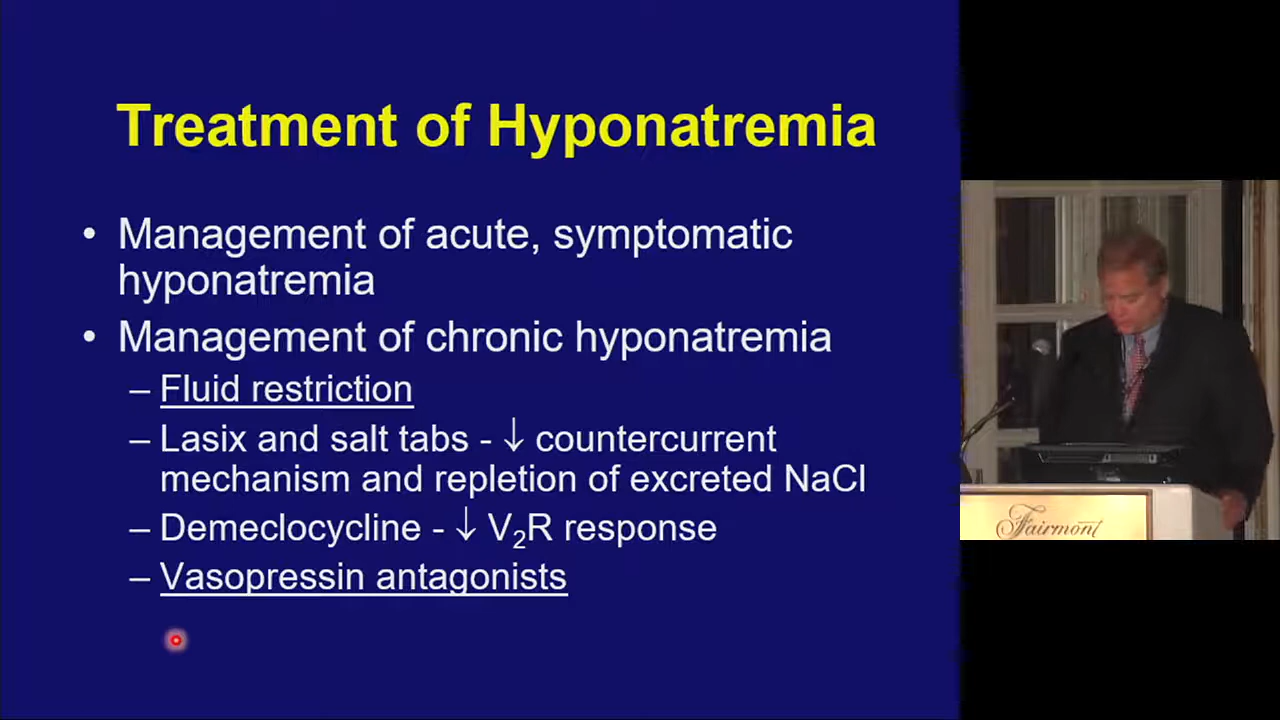 Treatment of Hyponatremia
• Management of acute, symptomatic
hyponatremia
• Management of chronic hyponatremia
– Fluid restriction
– Lasix and salt tabs - ↓ countercurrent
mechanism and repletion of excreted NaCl
– Demeclocycline - ↓ V₂R response
– Vasopressin antagonists
Fairmont